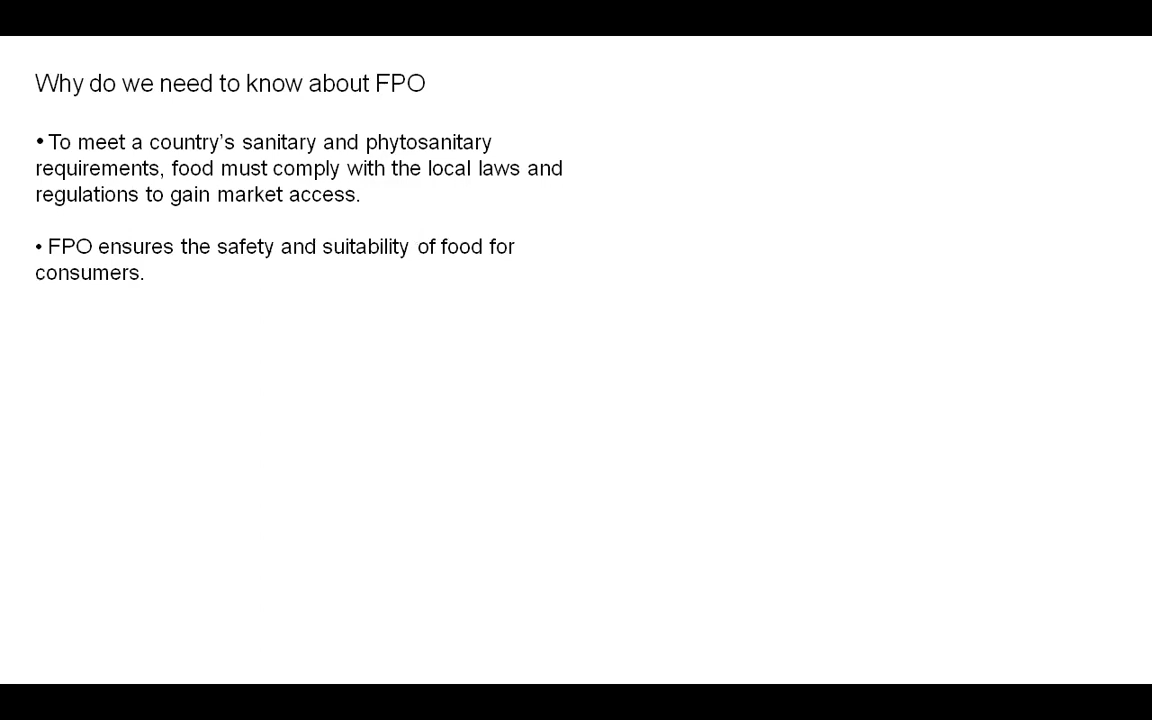 Why do we need to know about FPO
• To meet a country’s sanitary and phytosanitary
requirements, food must comply with the local laws and
regulations to gain market access.
• FPO ensures the safety and suitability of food for
consumers.